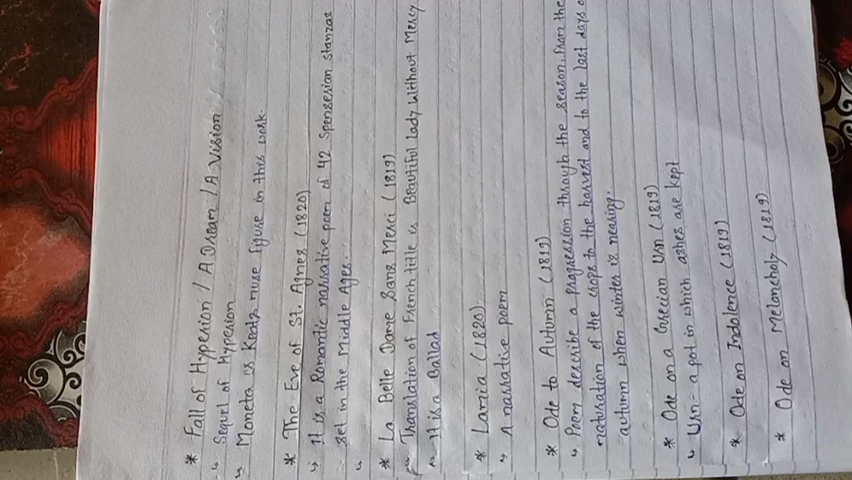 * Fall of Hyperion / A Dream / A Vision
↳ Sequel of Hyperion
↳ Moneta is Keats muse figure in this work.
* The Eve of St. Agnes (1820)
↳ It is a Romantic narrative poem of 42 Spenserian stanzas
set in the Middle Ages.
↳
* La Belle Dame Sans Merci (1819)
↳ Translation of French title is Beautiful Lady Without Mercy
↳ It is a Ballad
* Lamia (1820)
↳ A narrative poem
* Ode to Autumn (1819)
↳ Poem describe a progression through the season, from the
maturation of the crops to the harvest and to the last days o
autumn when winter is nearing.
* Ode on a Grecian Urn (1819)
↳ Urn - a pot in which ashes are kept
* Ode on Indolence (1819)
* Ode on Melancholy (1819)